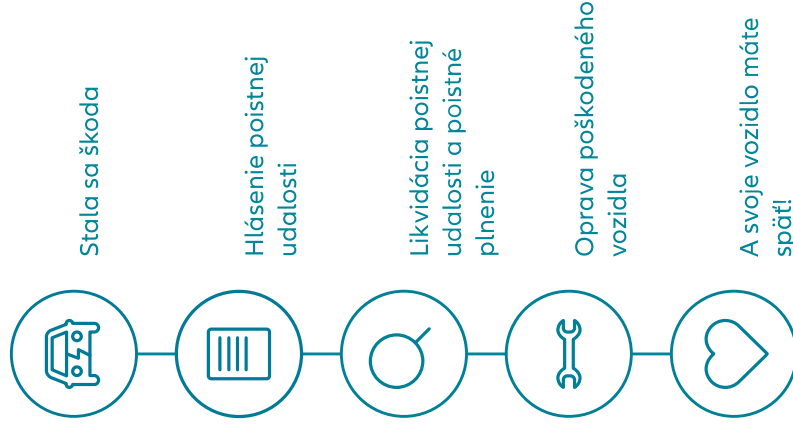 Stala sa škoda
Hlásenie poistnej
udalosti
Likvidácia poistnej
udalosti a poistné
plnenie
Oprava poškodeného
vozidla
A svoje vozidlo máte
späť!